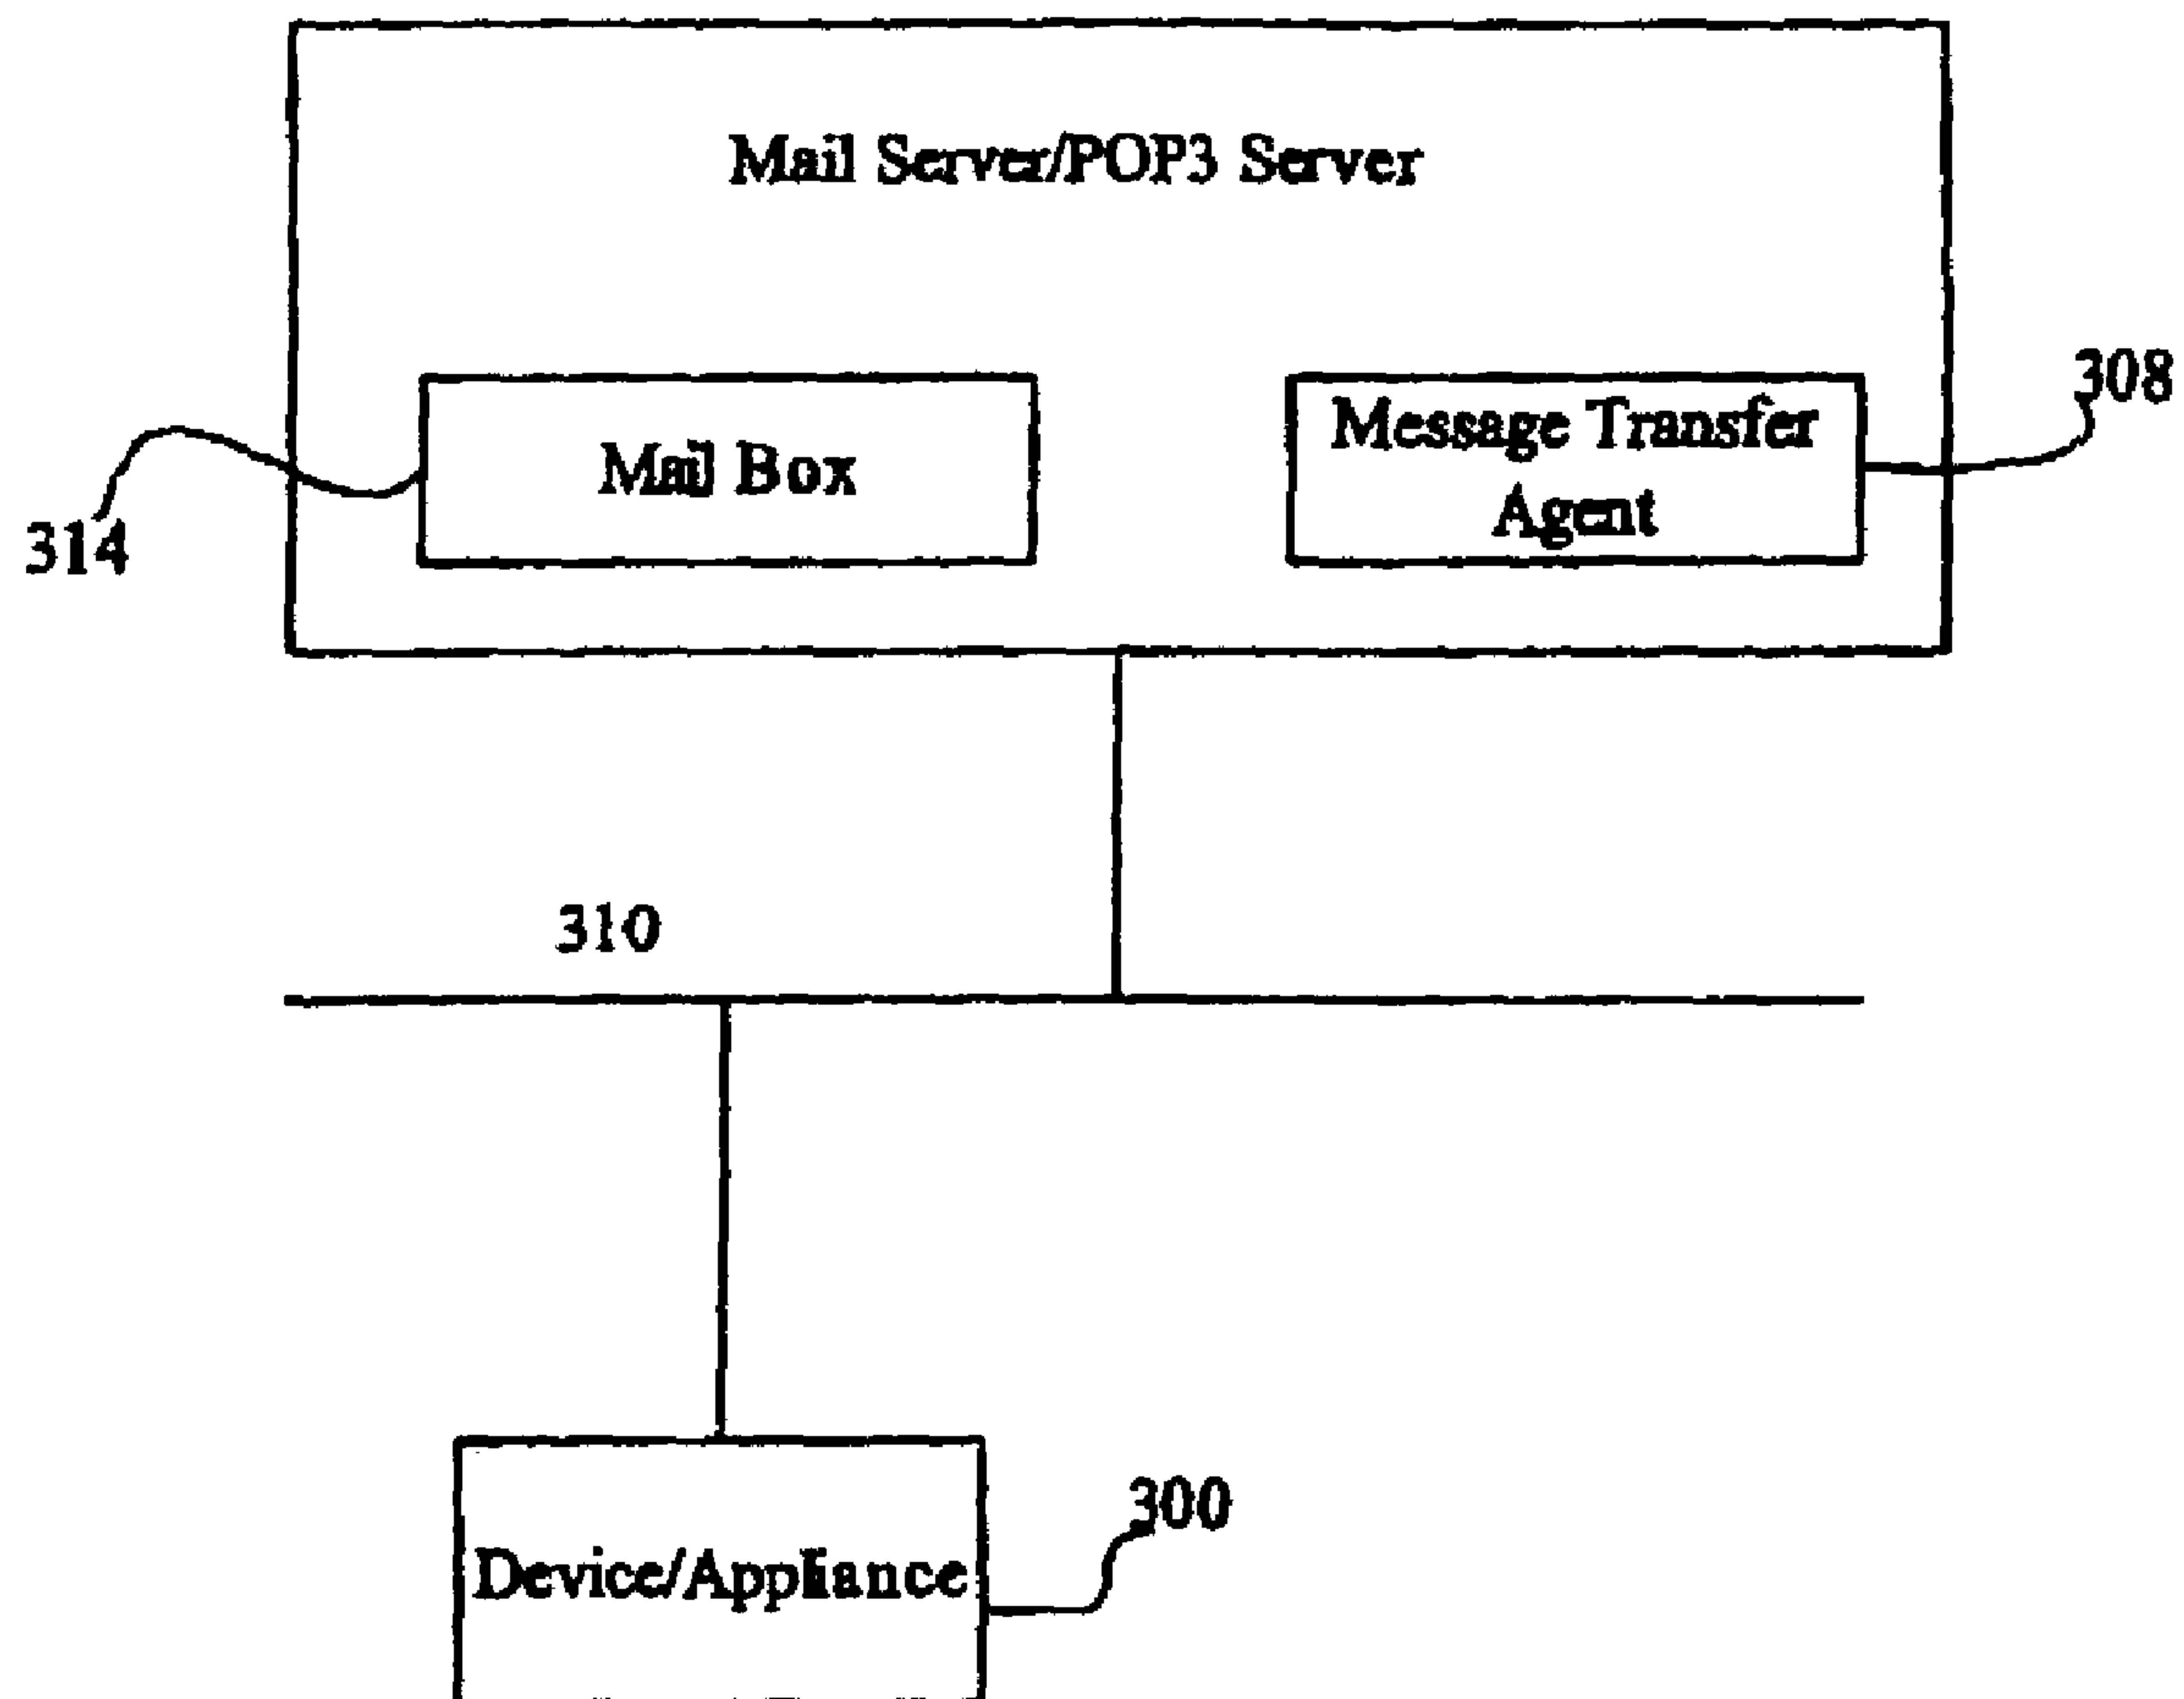 Mail Server/POP3 Server
308
Mail Box
Message Transfer
Agent
314
310
300
Device/Appliance